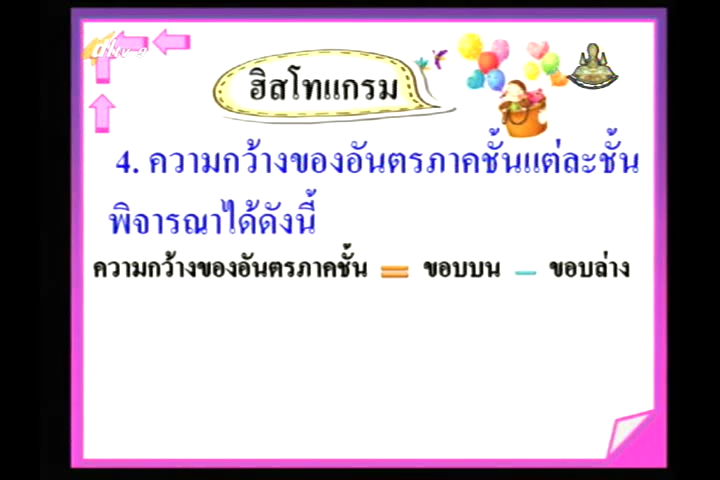 ฮิสโทแกรม
4. ความกว้างของอันตรภาคชั้นแต่ละชั้น
พิจารณาได้ดังนี้
ความกว้างของอันตรภาคชั้น = ขอบบน – ขอบล่าง